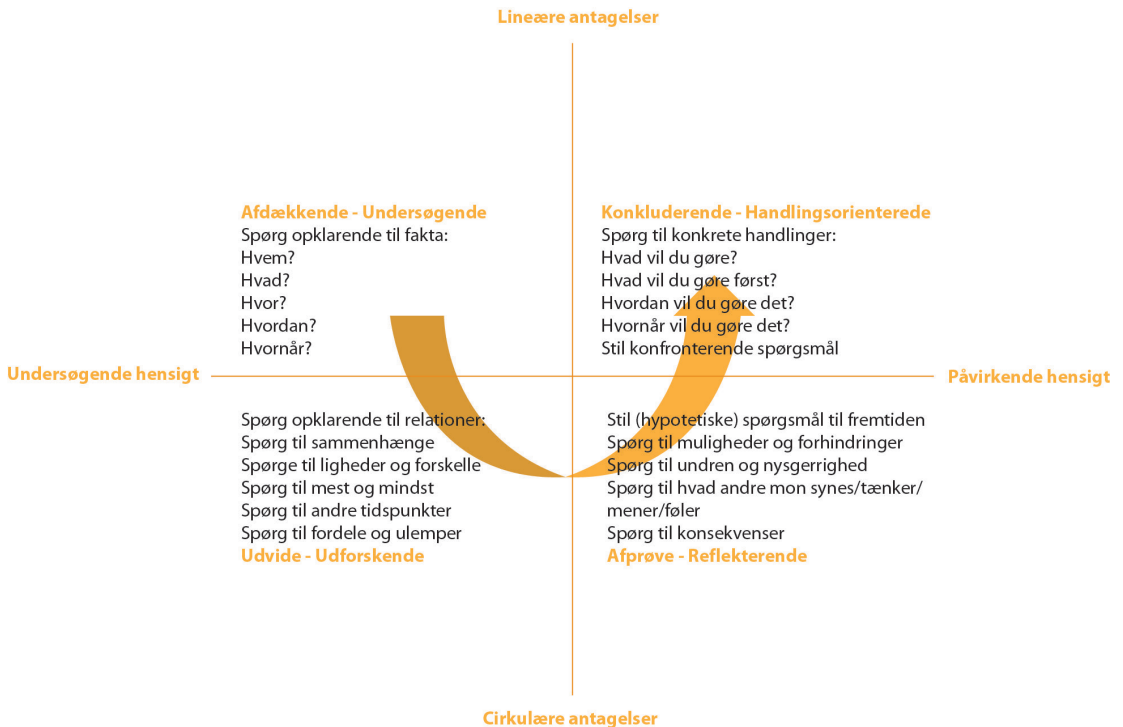 Lineære antagelser
Afdækkende - Undersøgende
Spørg opklarende til fakta:
Hvem?
Hvad?
Hvor?
Hvordan?
Hvornår?
Konkluderende - Handlingsorienterede
Spørg til konkrete handlinger:
Hvad vil du gøre?
Hvad vil du gøre først?
Hvordan vil du gøre det?
Hvornår vil du gøre det?
Stil konfronterende spørgsmål
Undersøgende hensigt
Påvirkende hensigt
Spørg opklarende til relationer:
Spørg til sammenhænge
Spørge til ligheder og forskelle
Spørg til mest og mindst
Spørg til andre tidspunkter
Spørg til fordele og ulemper
Udvide - Udforskende
Stil (hypotetiske) spørgsmål til fremtiden
Spørg til muligheder og forhindringer
Spørg til undren og nysgerrighed
Spørg til hvad andre mon synes/tænker/
mener/føler
Spørg til konsekvenser
Afprøve - Reflekterende
Cirkulære antagelser